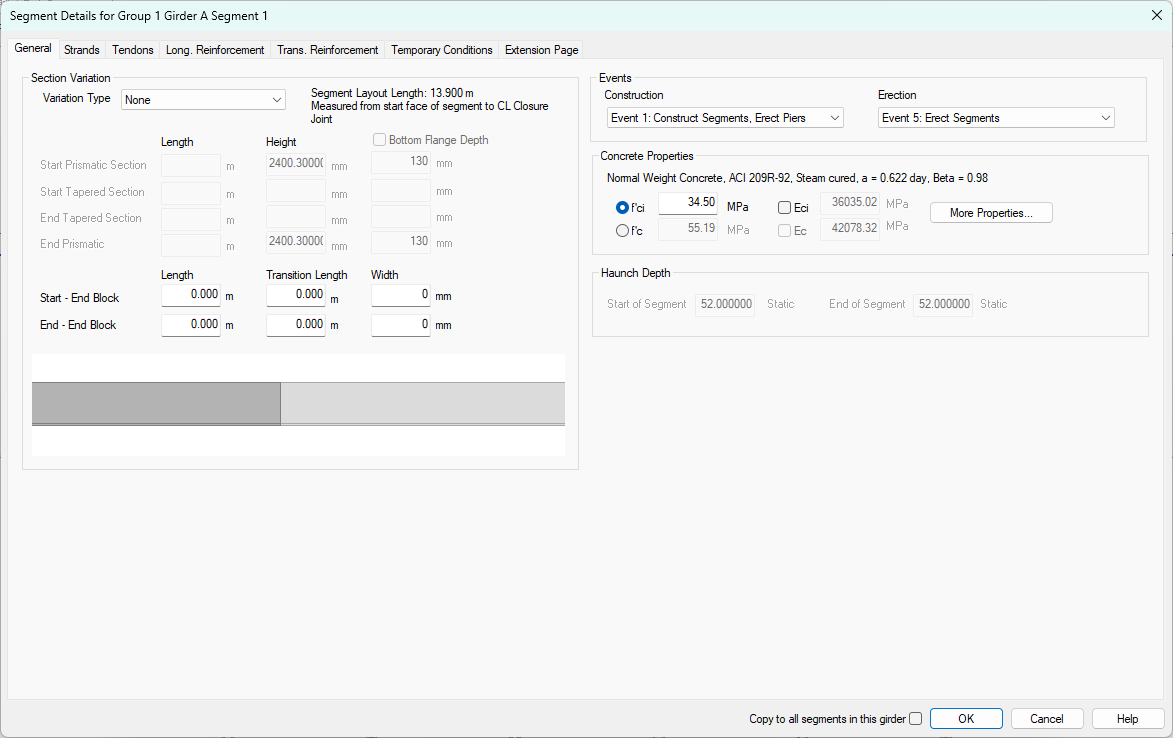 Segment Details for Group 1 Girder A Segment 1
General Strands Tendons Long. Reinforcement Trans. Reinforcement Temporary Conditions Extension Page
Section Variation
Variation Type None
Segment Layout Length: 13.900 m
Measured from start face of segment to CL Closure
Joint
Length Height Bottom Flange Depth
Start Prismatic Section m 2400.30000 mm 130 mm
Start Tapered Section m mm mm
End Tapered Section m mm mm
End Prismatic m 2400.30000 mm 130 mm
Length Transition Length Width
Start - End Block 0.000 m 0.000 m 0 mm
End - End Block 0.000 m 0.000 m 0 mm
Events
Construction Erection
Event 1: Construct Segments, Erect Piers Event 5: Erect Segments
Concrete Properties
Normal Weight Concrete, ACI 209R-92, Steam cured, a = 0.622 day, Beta = 0.98
f'ci 34.50 MPa Eci 36035.02 MPa More Properties...
f'c 55.19 MPa Ec 42078.32 MPa
Haunch Depth
Start of Segment 52.000000 Static End of Segment 52.000000 Static
Copy to all segments in this girder OK Cancel Help